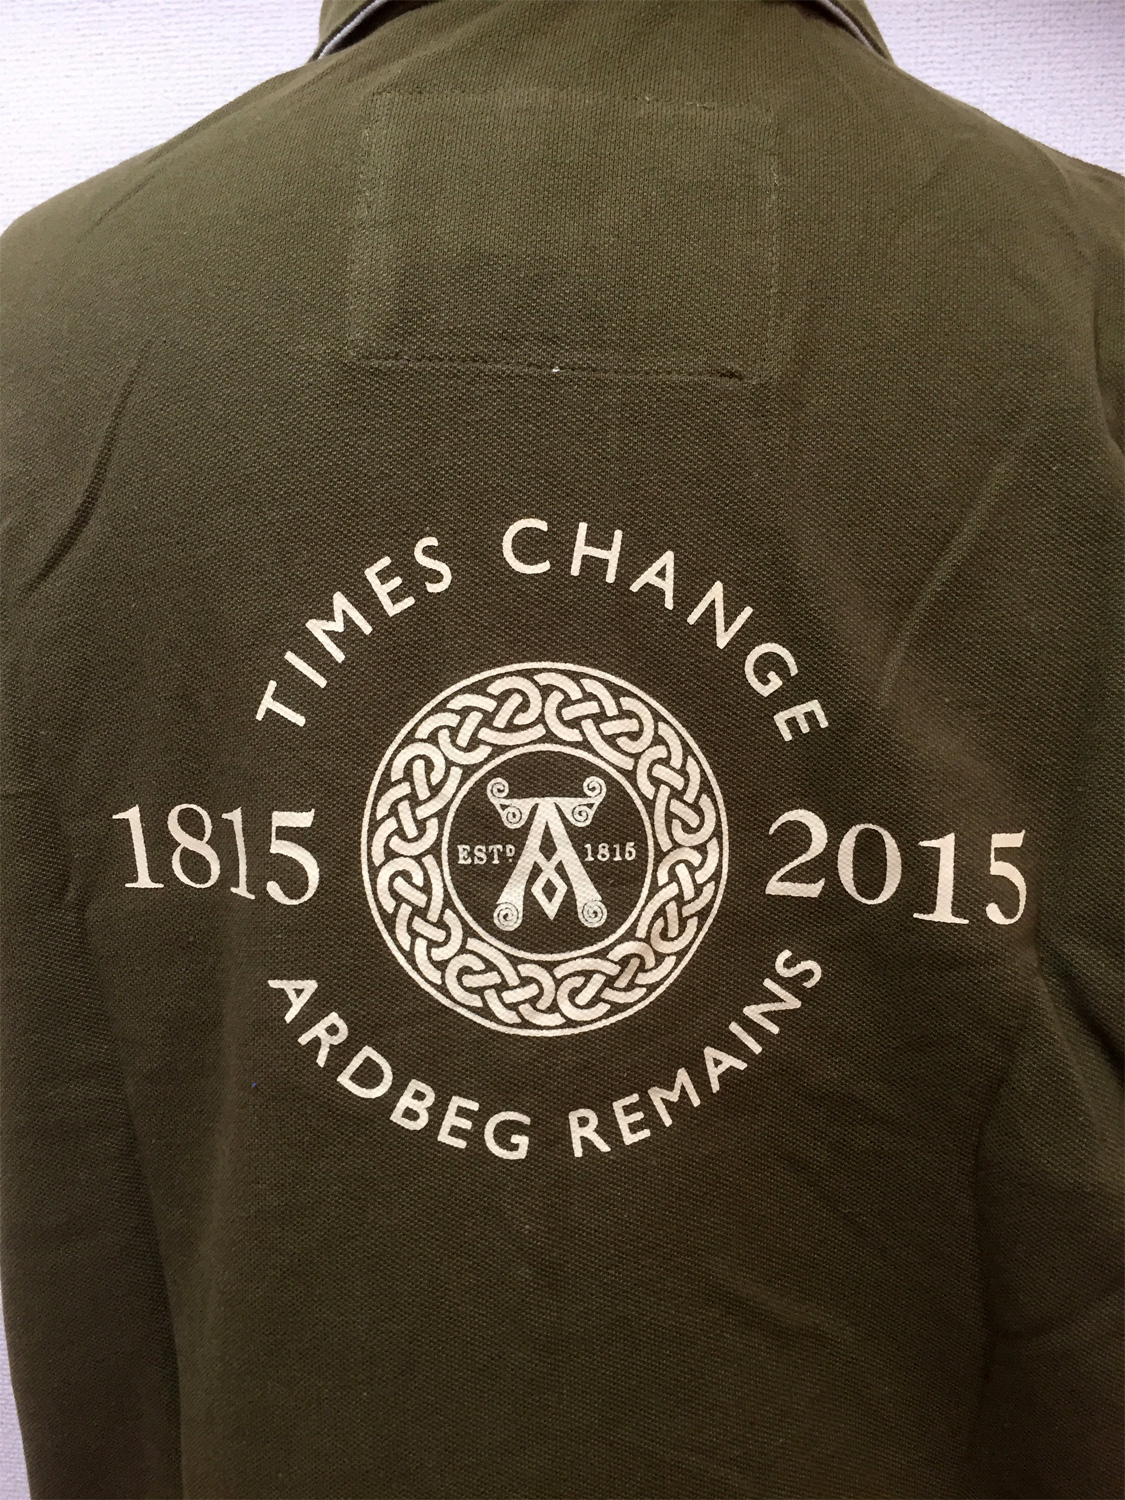 TIMES CHANGE
1815
ESTD 1815
2015
ARDBEG REMAINS